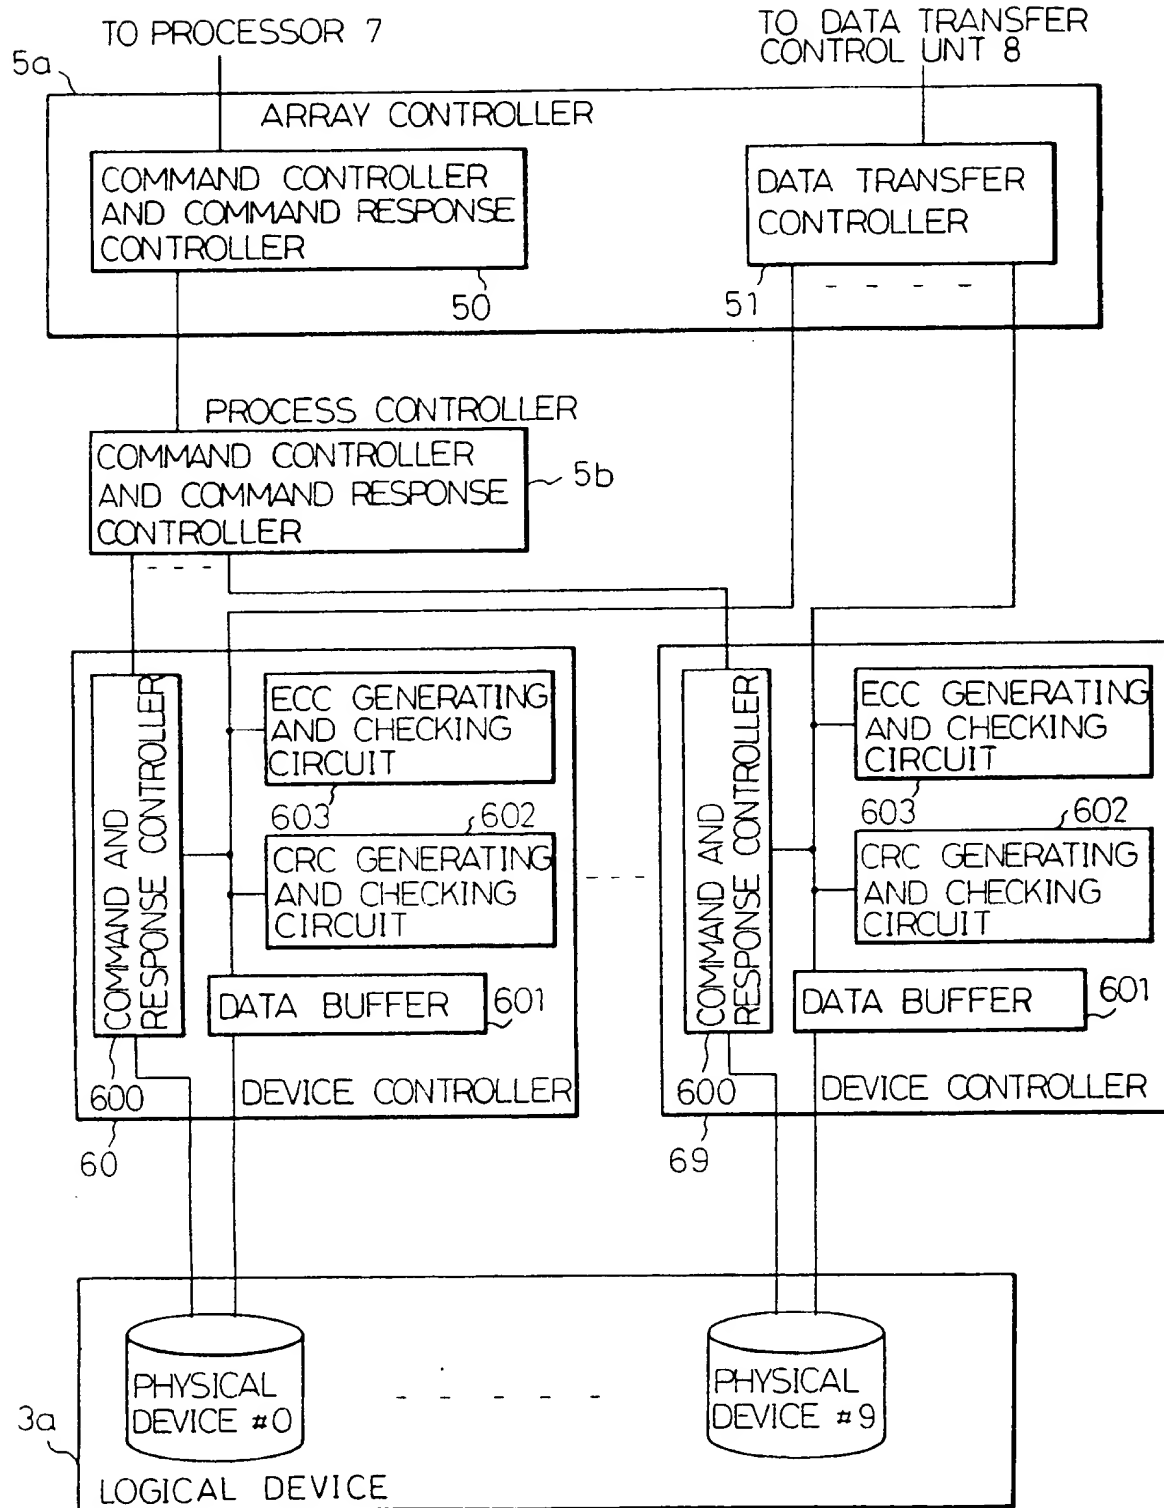 TO PROCESSOR 7
TO DATA TRANSFER
CONTROL UNT 8
5a
ARRAY CONTROLLER
COMMAND CONTROLLER
AND COMMAND RESPONSE
CONTROLLER
50
DATA TRANSFER
CONTROLLER
51
PROCESS CONTROLLER
COMMAND CONTROLLER
AND COMMAND RESPONSE
CONTROLLER
5b
COMMAND AND
RESPONSE CONTROLLER
ECC GENERATING
AND CHECKING
CIRCUIT
603
602
CRC GENERATING
AND CHECKING
CIRCUIT
DATA BUFFER
601
600
DEVICE CONTROLLER
60
COMMAND AND
RESPONSE CONTROLLER
ECC GENERATING
AND CHECKING
CIRCUIT
603
602
CRC GENERATING
AND CHECKING
CIRCUIT
DATA BUFFER
601
600
DEVICE CONTROLLER
69
PHYSICAL
DEVICE #0
PHYSICAL
DEVICE #9
3a
LOGICAL DEVICE